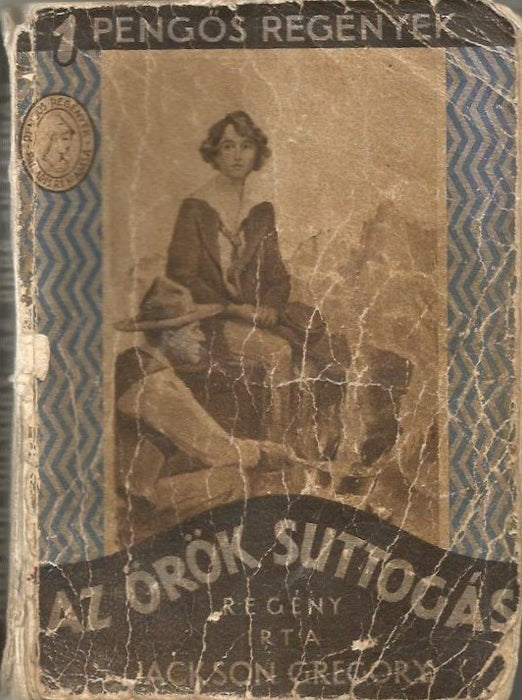 1 PENGŐS REGÉNYEK
AZ ÖRÖK SUTTOGÁS
REGÉNY
IRTA
JACKSON GREGORY